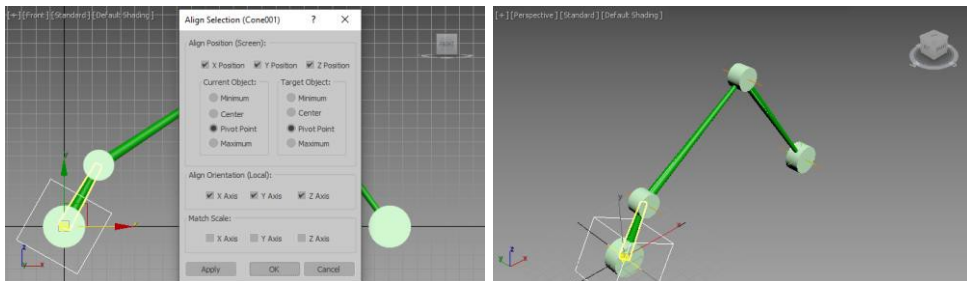 [+] [Front ] [Standard ] [Default Shading ]
Align Selection (Cone001) ? ×
Align Position (Screen):
X Position Y Position Z Position
Current Object: Target Object:
Minimum Minimum
Center Center
Pivot Point Pivot Point
Maximum Maximum
Align Orientation (Local):
X Axis Y Axis Z Axis
Match Scale:
X Axis Y Axis Z Axis
Apply OK Cancel
[+] [Perspective ] [Standard ] [Default Shading ]